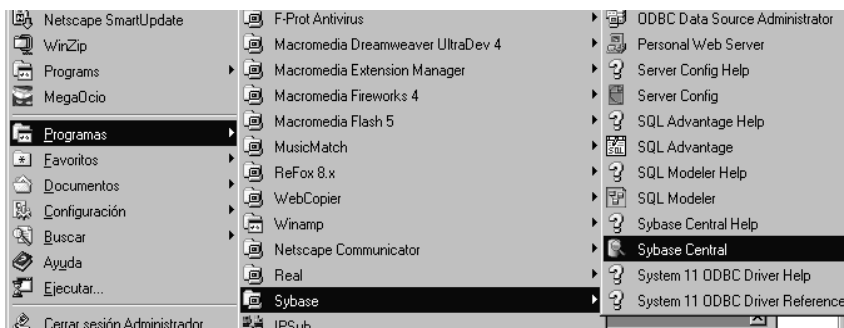 Netscape SmartUpdate
WinZip
Programs
MegaOcio
Programas
Favoritos
Documentos
Configuración
Buscar
Ayuda
Ejecutar...
Cerrar sesión Administrador
F-Prot Antivirus
Macromedia Dreamweaver UltraDev 4
Macromedia Extension Manager
Macromedia Fireworks 4
Macromedia Flash 5
MusicMatch
ReFox 8.x
WebCopier
Winamp
Netscape Communicator
Real
Sybase
IPSub
ODBC Data Source Administrator
Personal Web Server
Server Config Help
Server Config
SQL Advantage Help
SQL Advantage
SQL Modeler Help
SQL Modeler
Sybase Central Help
Sybase Central
System 11 ODBC Driver Help
System 11 ODBC Driver Reference